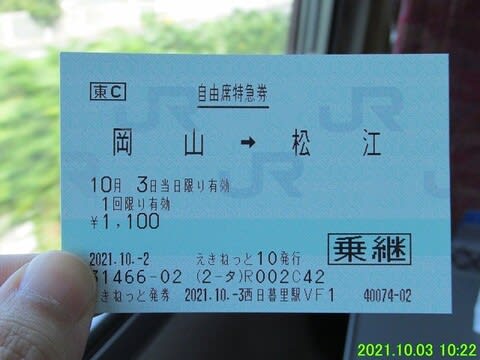 東C
自由席特急券
岡山 → 松江
10月 3日当日限り有効
1回限り有効
¥1,100
乗継
2021.10.-2 えきねっと10発行
31466-02 (2-タ)R002C42
えきねっと発券 2021.10.-3西日暮里駅VF1 40074-02
2021.10.03 10:22